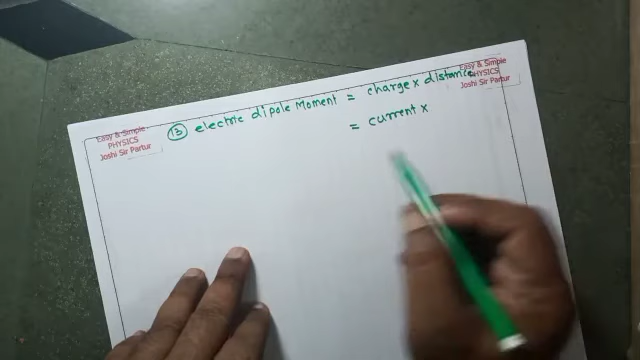 Easy & Simple
PHYSICS
Joshi Sir Partur
(13) electric dipole Moment = charge x distance
= current x
Easy & Simple
PHYSICS
Joshi Sir Partur